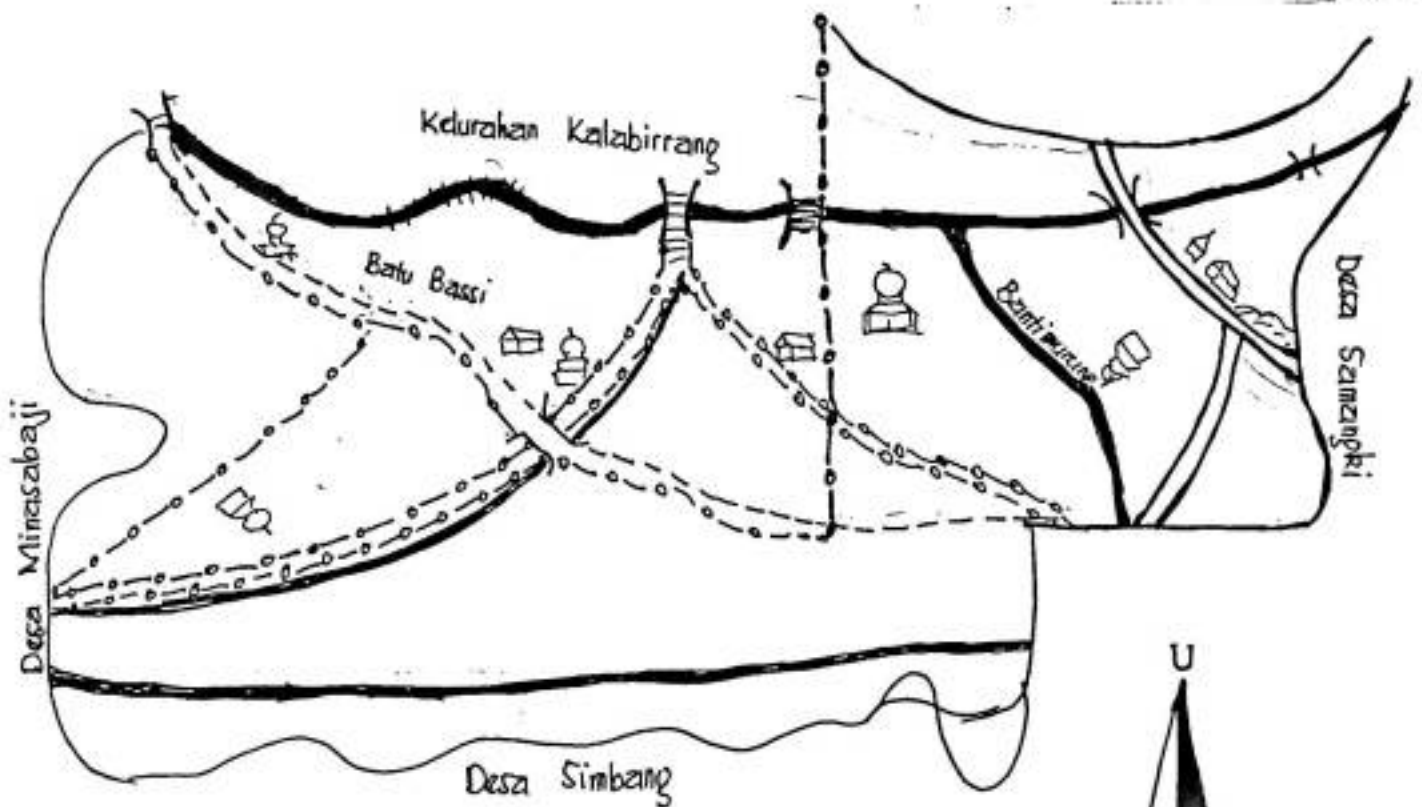 Kelurahan Kalabirrang
Batu Bassi
Bantimurung
Desa Samangki
Desa Minasabaji
U
Desa Simbang